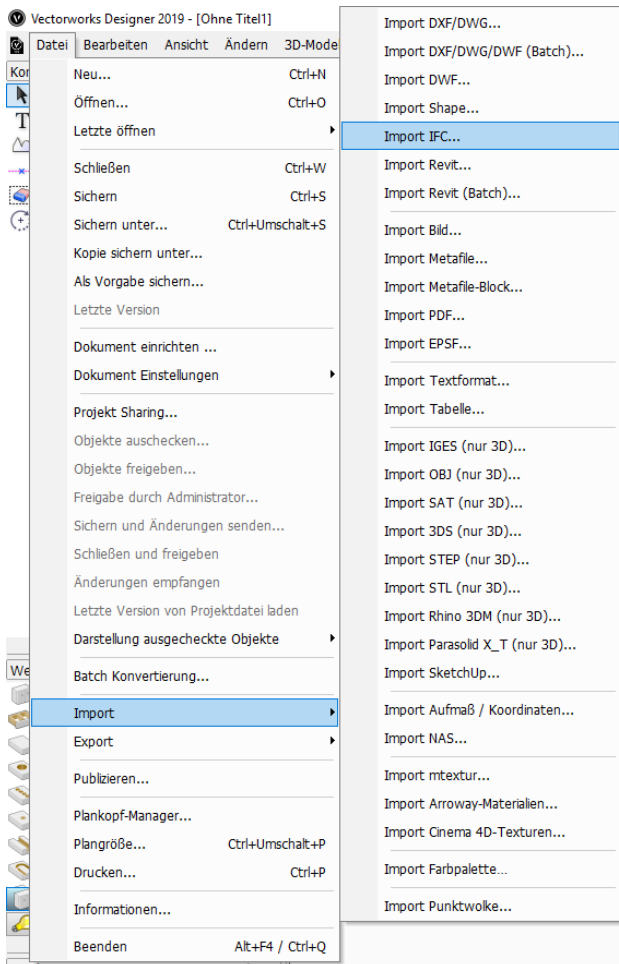 Vectorworks Designer 2019 - [Ohne Titel1]
Datei Bearbeiten Ansicht Ändern 3D-Model
Neu... Ctrl+N
Öffnen... Ctrl+O
Letzte öffnen
Schließen Ctrl+W
Sichern Ctrl+S
Sichern unter... Ctrl+Umschalt+S
Kopie sichern unter...
Als Vorgabe sichern...
Letzte Version
Dokument einrichten ...
Dokument Einstellungen
Projekt Sharing...
Objekte auschecken...
Objekte freigeben...
Freigabe durch Administrator...
Sichern und Änderungen senden...
Schließen und freigeben
Änderungen empfangen
Letzte Version von Projektdatei laden
Darstellung ausgecheckte Objekte
Batch Konvertierung...
Import
Export
Publizieren...
Plankopf-Manager...
Plangröße... Ctrl+Umschalt+P
Drucken... Ctrl+P
Informationen...
Beenden Alt+F4 / Ctrl+Q
Kor
We
Import DXF/DWG...
Import DXF/DWG/DWF (Batch)...
Import DWF...
Import Shape...
Import IFC...
Import Revit...
Import Revit (Batch)...
Import Bild...
Import Metafile...
Import Metafile-Block...
Import PDF...
Import EPSF...
Import Textformat...
Import Tabelle...
Import IGES (nur 3D)...
Import OBJ (nur 3D)...
Import SAT (nur 3D)...
Import 3DS (nur 3D)...
Import STEP (nur 3D)...
Import STL (nur 3D)...
Import Rhino 3DM (nur 3D)...
Import Parasolid X_T (nur 3D)...
Import SketchUp...
Import Aufmaß / Koordinaten...
Import NAS...
Import mtextur...
Import Arroway-Materialien...
Import Cinema 4D-Texturen...
Import Farbpalette...
Import Punktwolke...